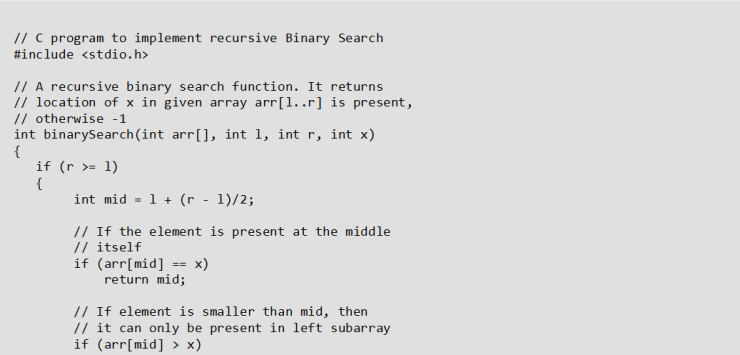 // C program to implement recursive Binary Search
#include <stdio.h>
// A recursive binary search function. It returns
// location of x in given array arr[l..r] is present,
// otherwise -1
int binarySearch(int arr[], int l, int r, int x)
{
if (r >= l)
{
int mid = l + (r - l)/2;
// If the element is present at the middle
// itself
if (arr[mid] == x)
return mid;
// If element is smaller than mid, then
// it can only be present in left subarray
if (arr[mid] > x)